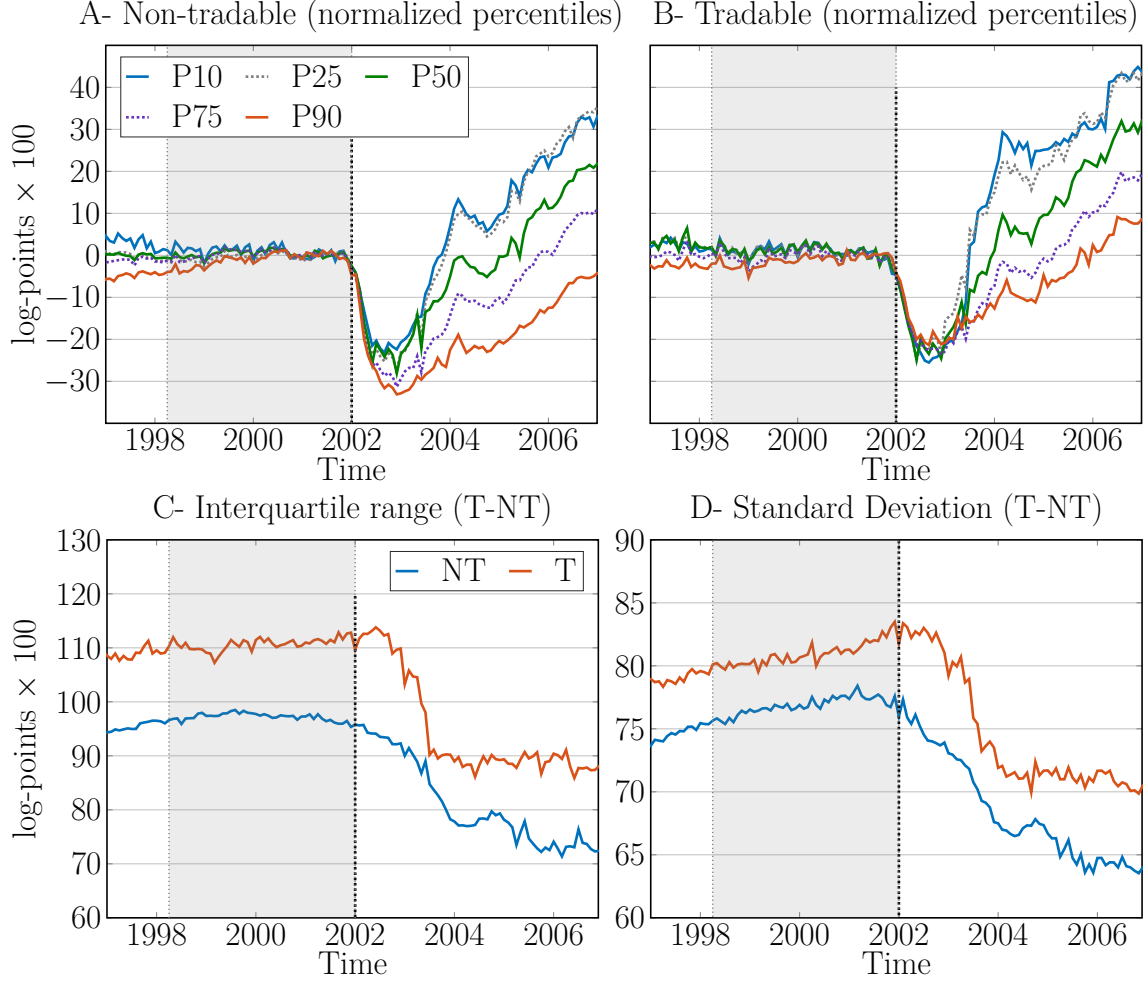 A- Non-tradable (normalized percentiles)
B- Tradable (normalized percentiles)
P10 P25 P50
P75 P90
40
30
20
10
0
−10
−20
−30
log-points × 100
1998 2000 2002 2004 2006
Time
1998 2000 2002 2004 2006
Time
C- Interquartile range (T-NT)
D- Standard Deviation (T-NT)
NT T
130
120
110
100
90
80
70
60
log-points × 100
1998 2000 2002 2004 2006
Time
90
85
80
75
70
65
60
1998 2000 2002 2004 2006
Time